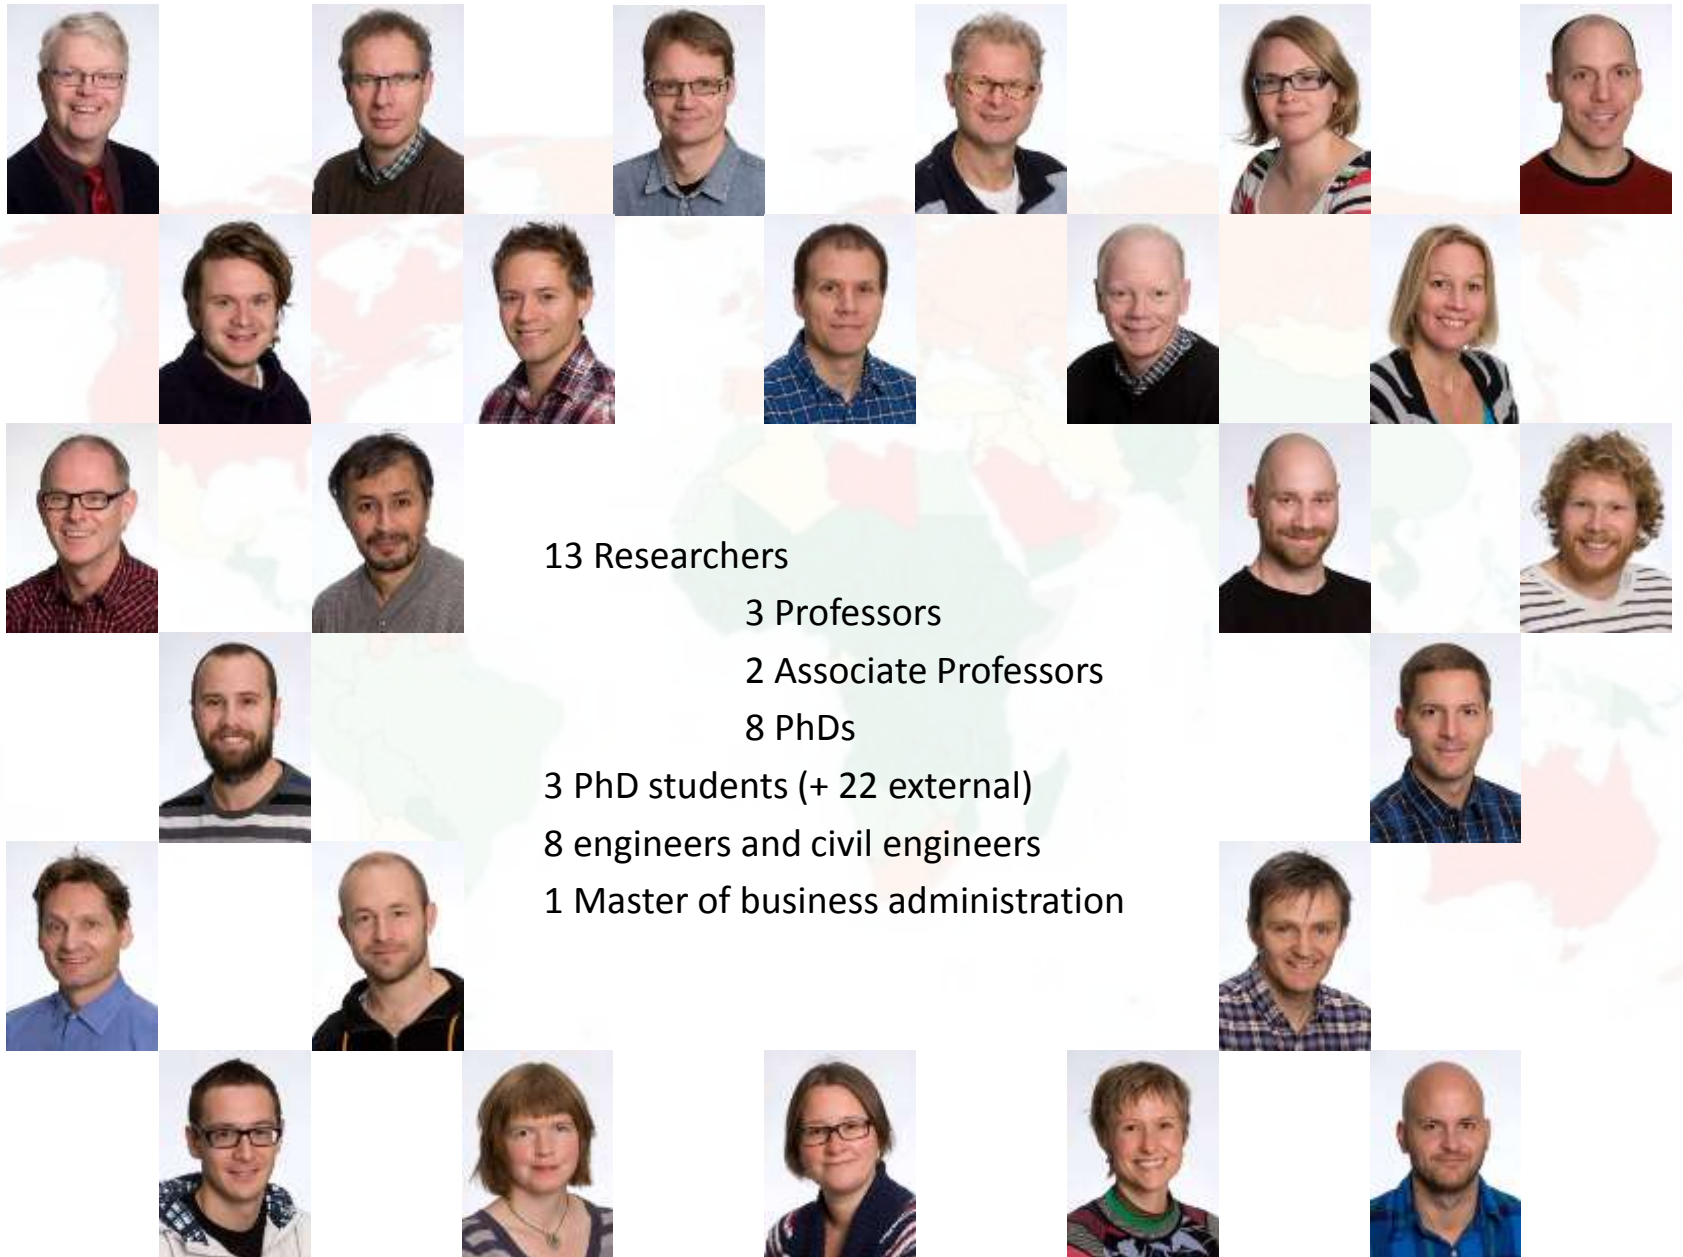 13 Researchers
3 Professors
2 Associate Professors
8 PhDs
3 PhD students (+ 22 external)
8 engineers and civil engineers
1 Master of business administration